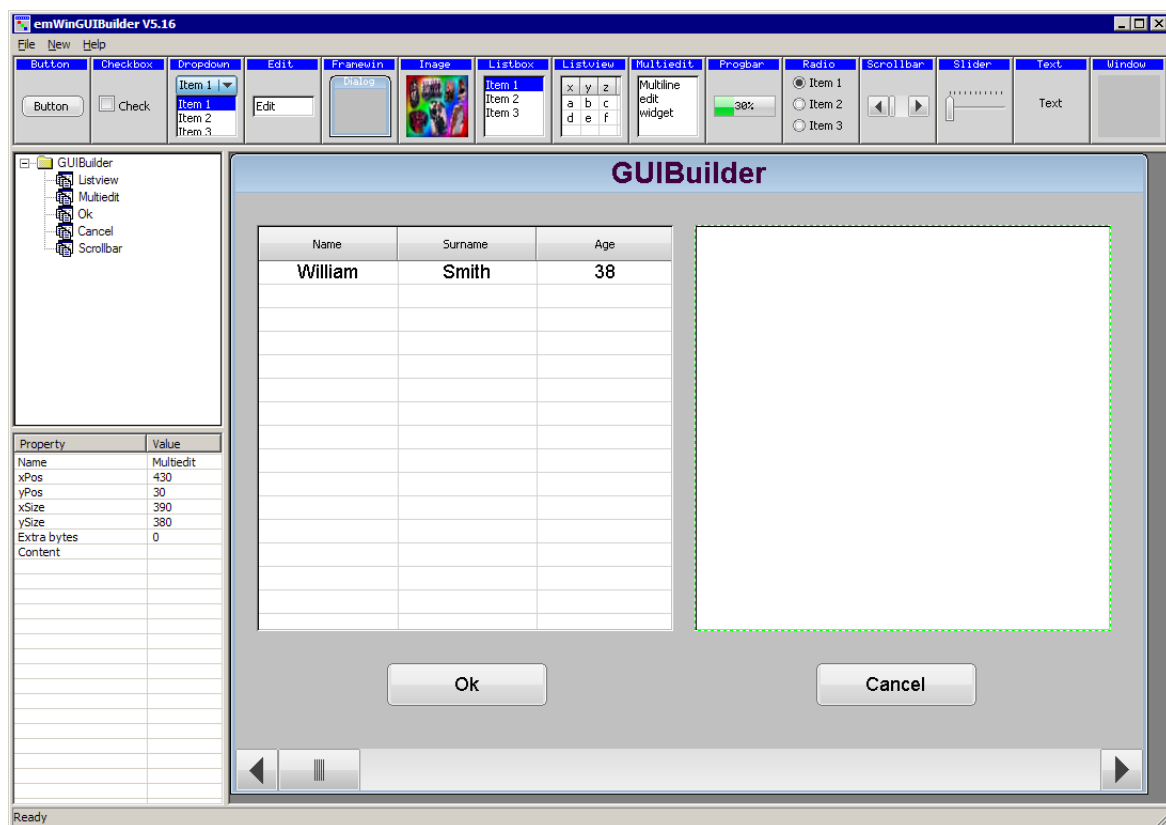 emWinGUIBuilder V5.16
File New Help
Button Checkbox Dropdown Edit Framewin Image Listbox Listview Multiedit Progbar Radio Scrollbar Slider Text Window
Button
Check
Item 1
Item 1
Item 2
Item 3
Edit
Dialog
Item 1
Item 2
Item 3
x y z
a b c
d e f
Multiline
edit
widget
30%
Item 1
Item 2
Item 3
Text
GUIBuilder
Listview
Multiedit
Ok
Cancel
Scrollbar
Property Value
Name Multiedit
xPos 430
yPos 30
xSize 390
ySize 380
Extra bytes 0
Content
GUIBuilder
Name Surname Age
William Smith 38
Ok
Cancel
Ready